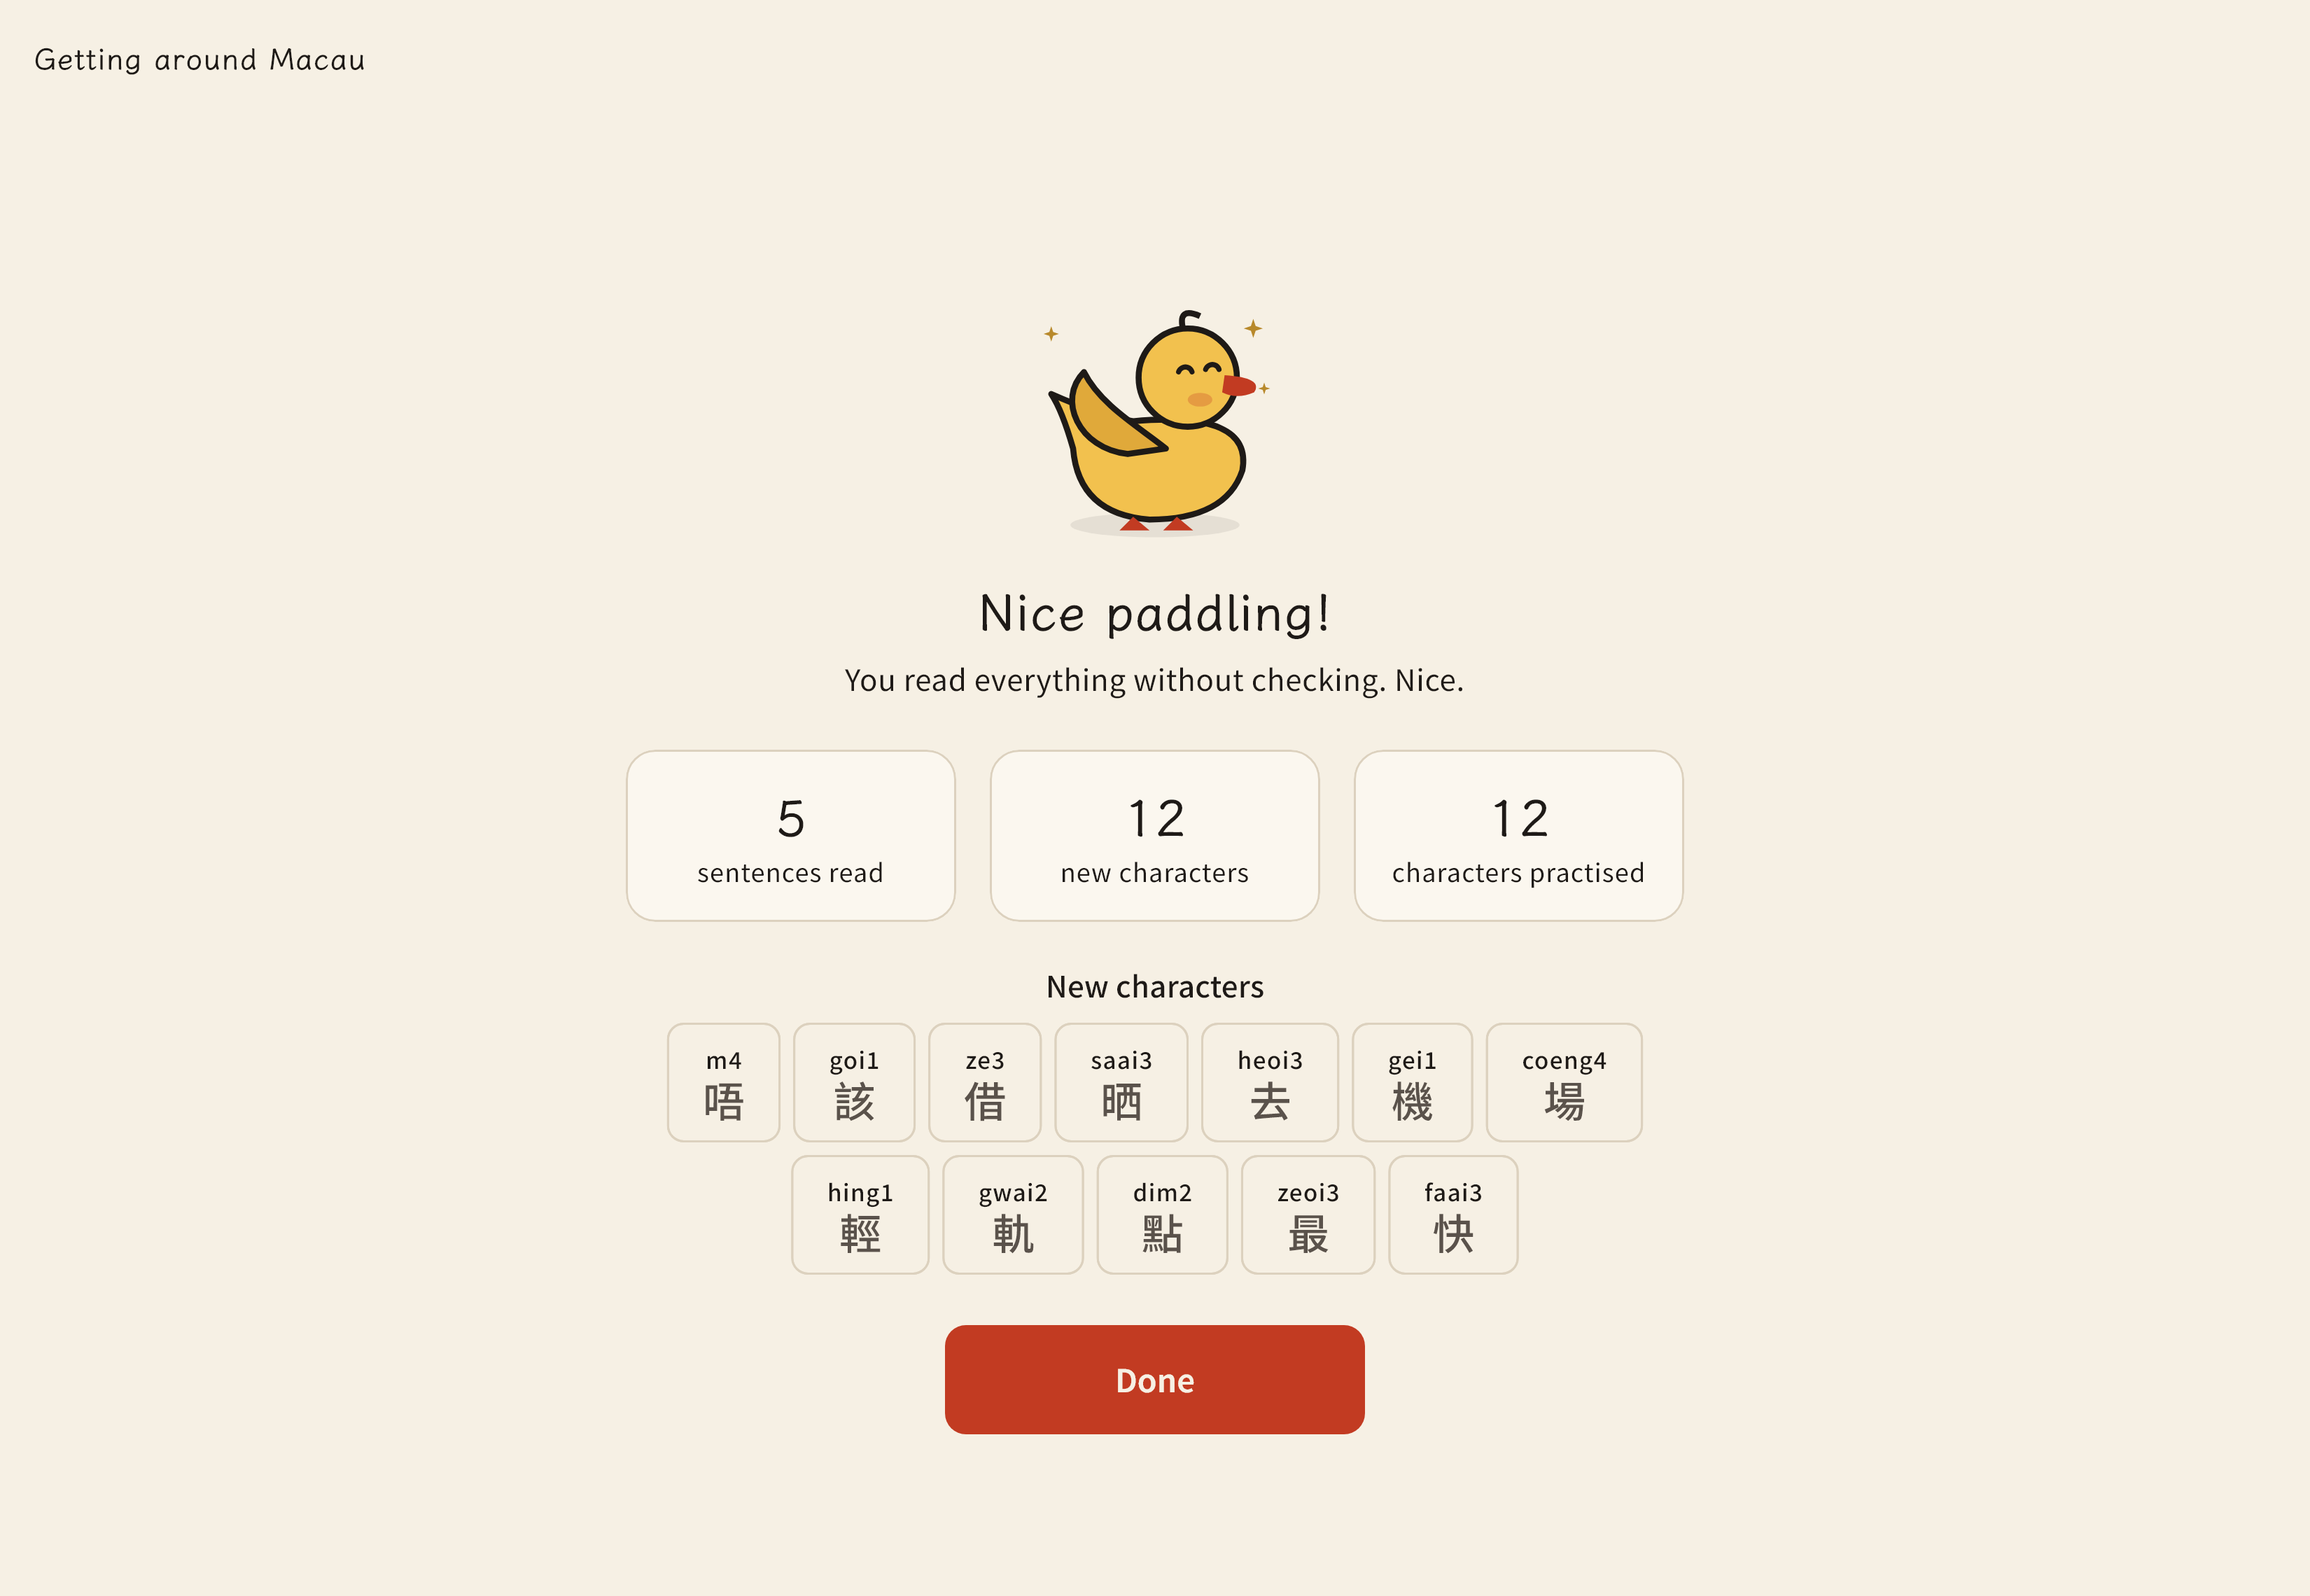 Getting around Macau
Nice paddling!
You read everything without checking. Nice.
5 12 12
sentences read new characters characters practised
New characters
m4 goi1 ze3 saai3 heoi3 gei1 coeng4
唔 該 借 晒 去 機 場
hing1 gwai2 dim2 zeoi3 faai3
輕 軌 點 最 快
Done